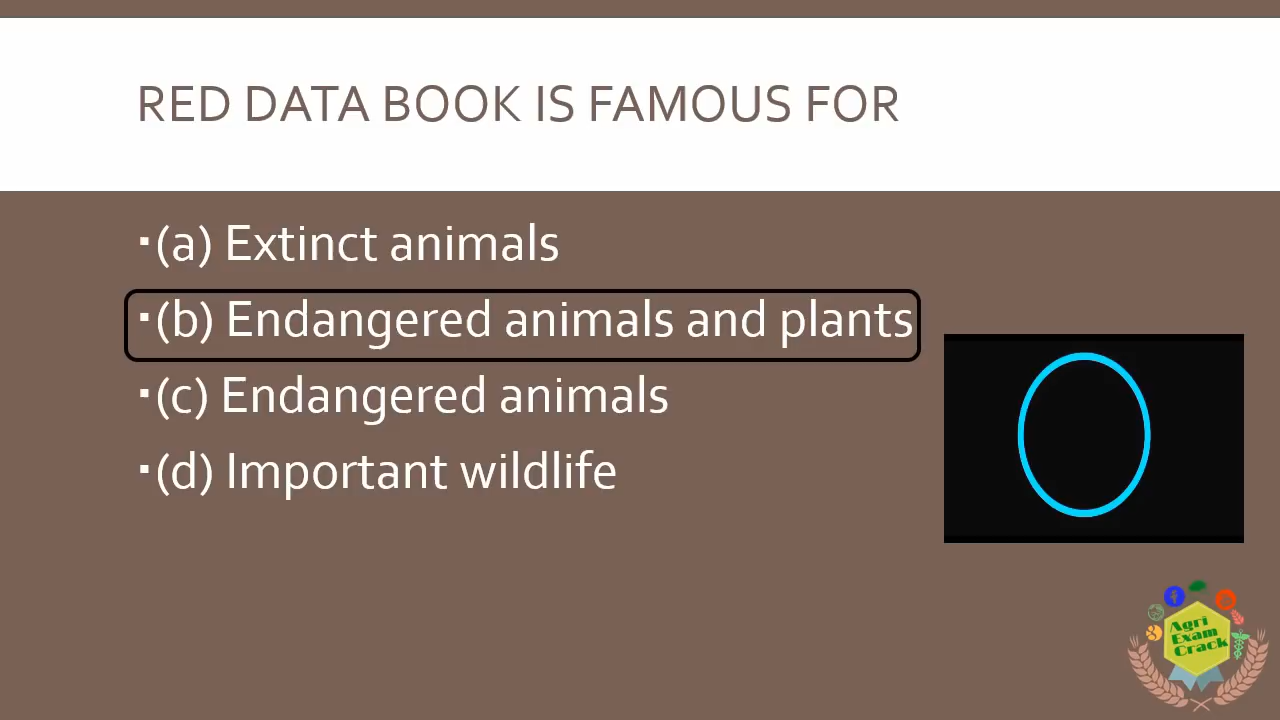 RED DATA BOOK IS FAMOUS FOR
▪(a) Extinct animals
▪(b) Endangered animals and plants
▪(c) Endangered animals
▪(d) Important wildlife
Agri
Exam
Crack